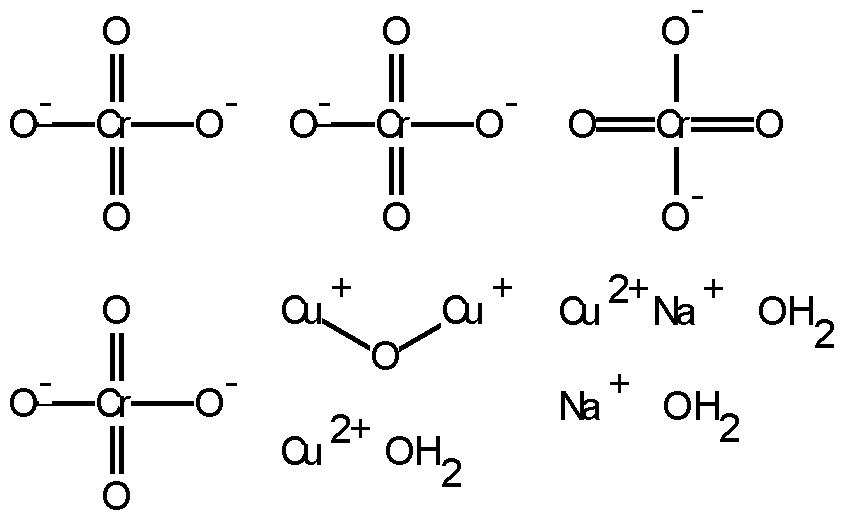 O O O⁻
O⁻ Cr O⁻ O⁻ Cr O⁻ O Cr O
O O O⁻
O Cu⁺ Cu⁺ Cu²⁺ Na⁺ OH₂
O
O⁻ Cr O⁻ Na⁺ OH₂
Cu²⁺ OH₂
O